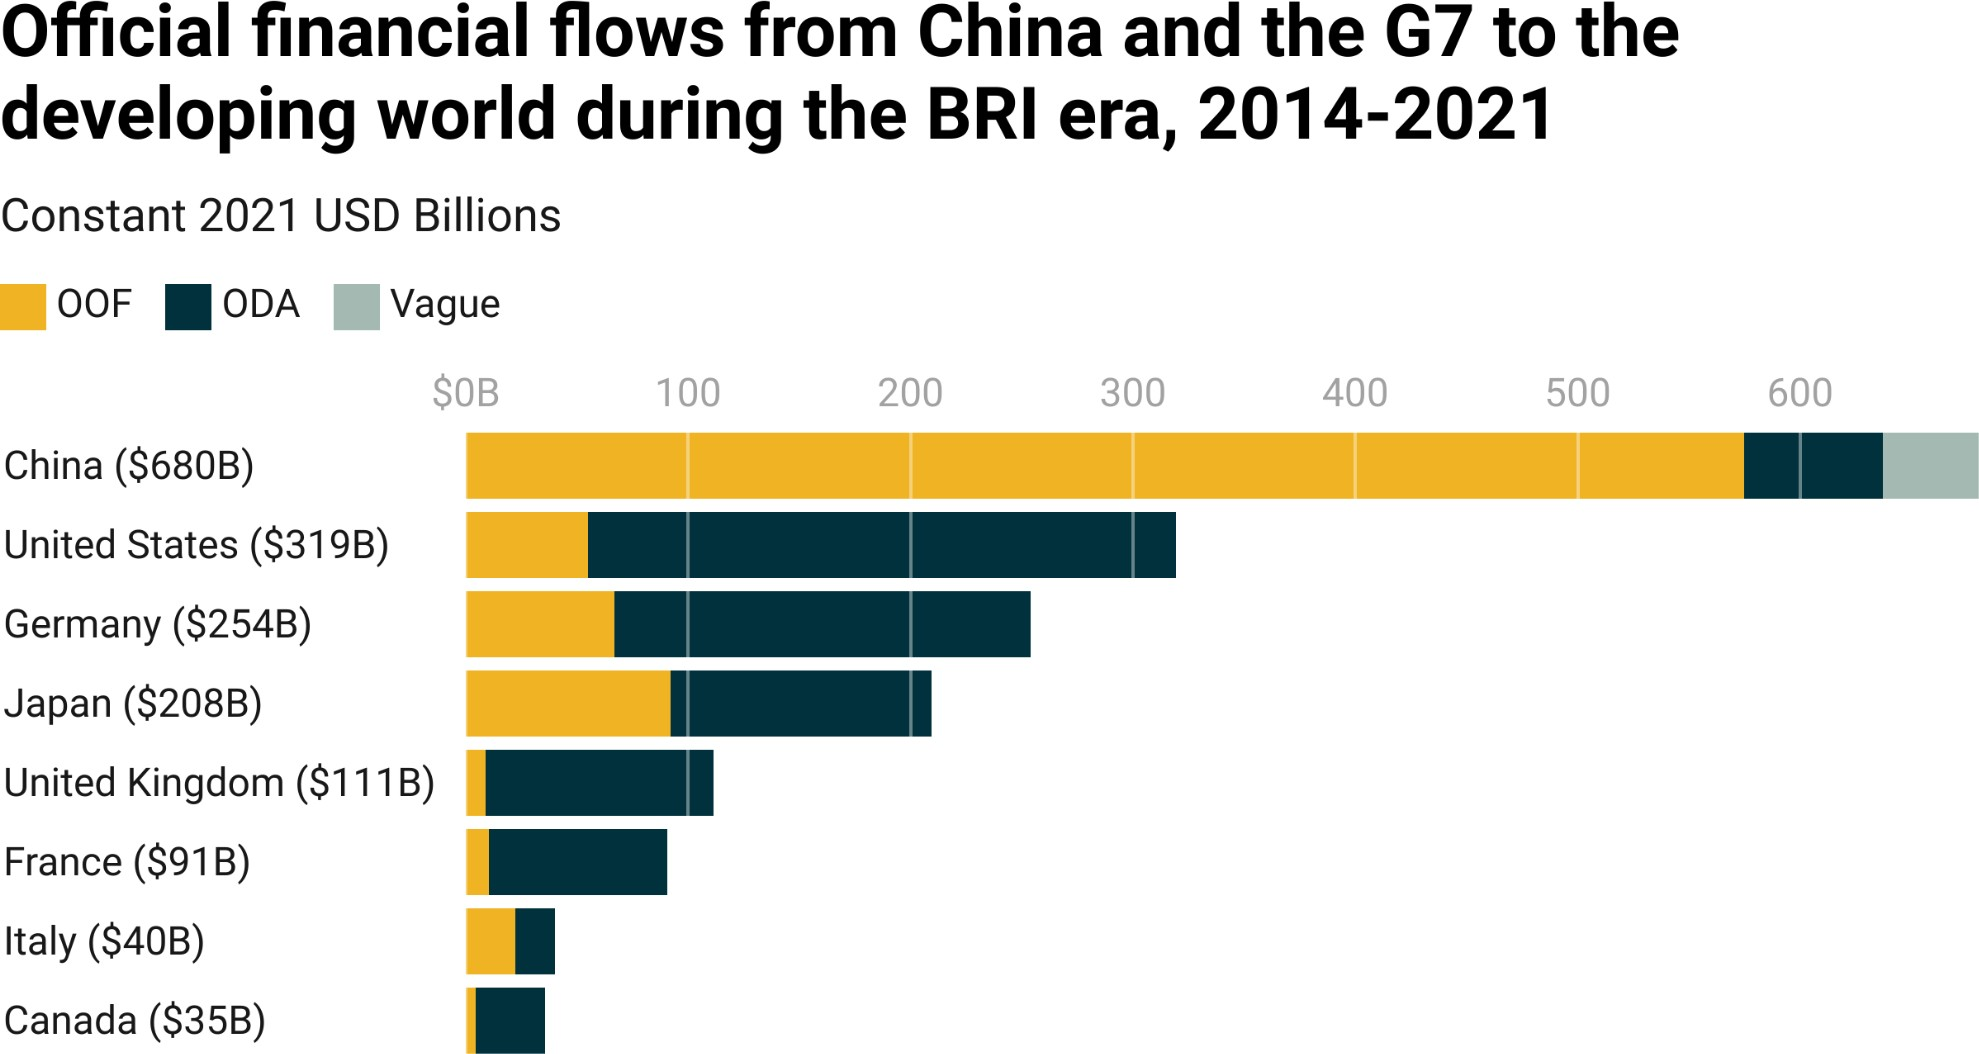 Official financial flows from China and the G7 to the
developing world during the BRI era, 2014-2021
Constant 2021 USD Billions
OOF ODA Vague
$0B 100 200 300 400 500 600
China ($680B)
United States ($319B)
Germany ($254B)
Japan ($208B)
United Kingdom ($111B)
France ($91B)
Italy ($40B)
Canada ($35B)